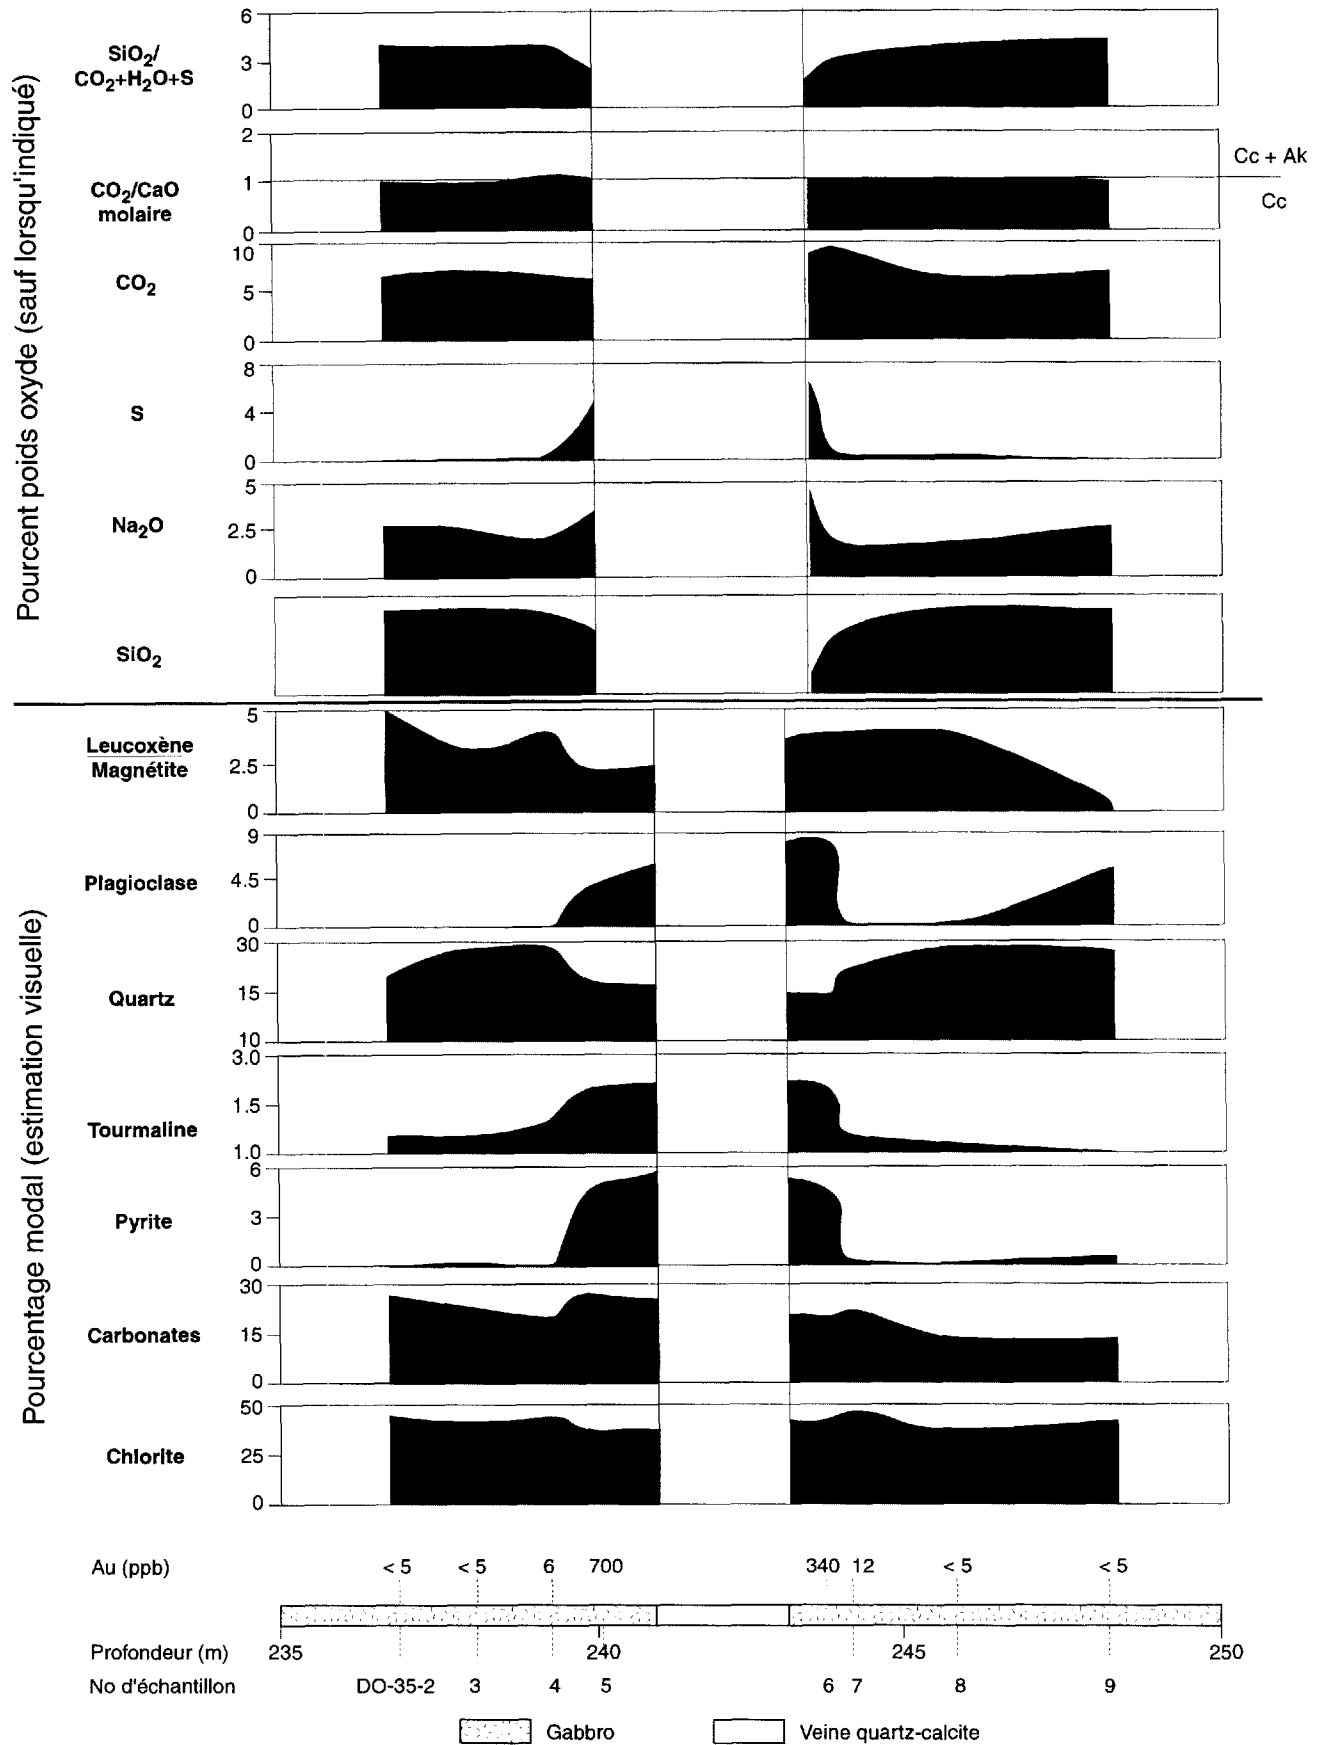 Pourcent poids oxyde (sauf lorsqu'indiqué)
SiO2/
CO2+H2O+S
6
3
0
CO2/CaO
molaire
2
1
0
Cc + Ak
Cc
CO2
10
5
0
S
8
4
0
Na2O
5
2.5
0
SiO2
Pourcentage modal (estimation visuelle)
Leucoxène
Magnétite
5
2.5
0
Plagioclase
9
4.5
0
Quartz
30
15
10
Tourmaline
3.0
1.5
1.0
Pyrite
6
3
0
Carbonates
30
15
0
Chlorite
50
25
0
Au (ppb) < 5 < 5 6 700 340 12 < 5 < 5
Profondeur (m) 235 240 245 250
No d'échantillon DO-35-2 3 4 5 6 7 8 9
Gabbro Veine quartz-calcite